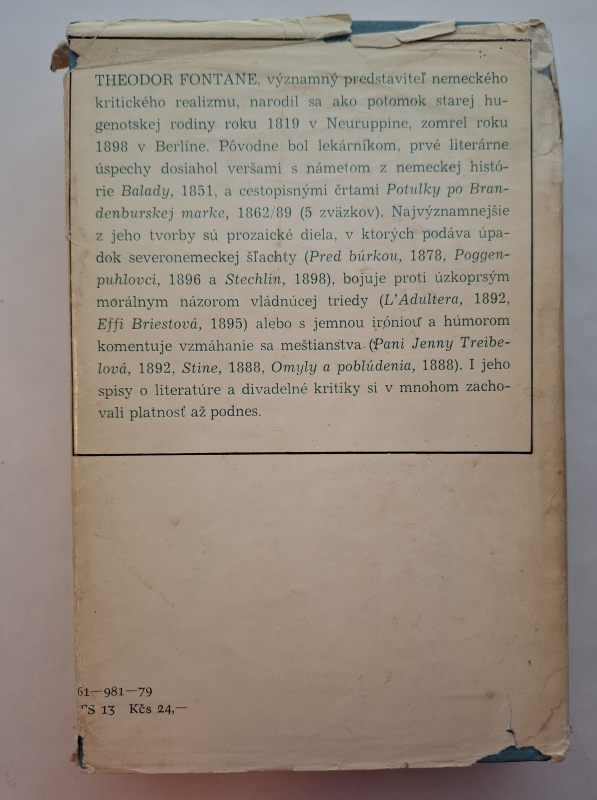 THEODOR FONTANE, významný predstaviteľ nemeckého
kritického realizmu, narodil sa ako potomok starej hu-
genotskej rodiny roku 1819 v Neuruppine, zomrel roku
1898 v Berlíne. Pôvodne bol lekárnikom, prvé literárne
úspechy dosiahol veršami s námetom z nemeckej histó-
rie Balady, 1851, a cestopisnými črtami Potulky po Bran-
denburskej marke, 1862/89 (5 zväzkov). Najvýznamnejšie
z jeho tvorby sú prozaické diela, v ktorých podáva úpa-
dok severonemeckej šľachty (Pred búrkou, 1878, Poggen-
puhlovci, 1896 a Stechlin, 1898), bojuje proti úzkoprsým
morálnym názorom vládnúcej triedy (L'Adultera, 1892,
Effi Briestová, 1895) alebo s jemnou iróniou a humorom
komentuje vzmáhanie sa meštianstva (Pani Jenny Treibe-
lová, 1892, Stine, 1888, Omyly a poblúdenia, 1888). I jeho
spisy o literatúre a divadelné kritiky si v mnohom zacho-
vali platnosť až podnes.
61—981—79
TS 13 Kčs 24,—